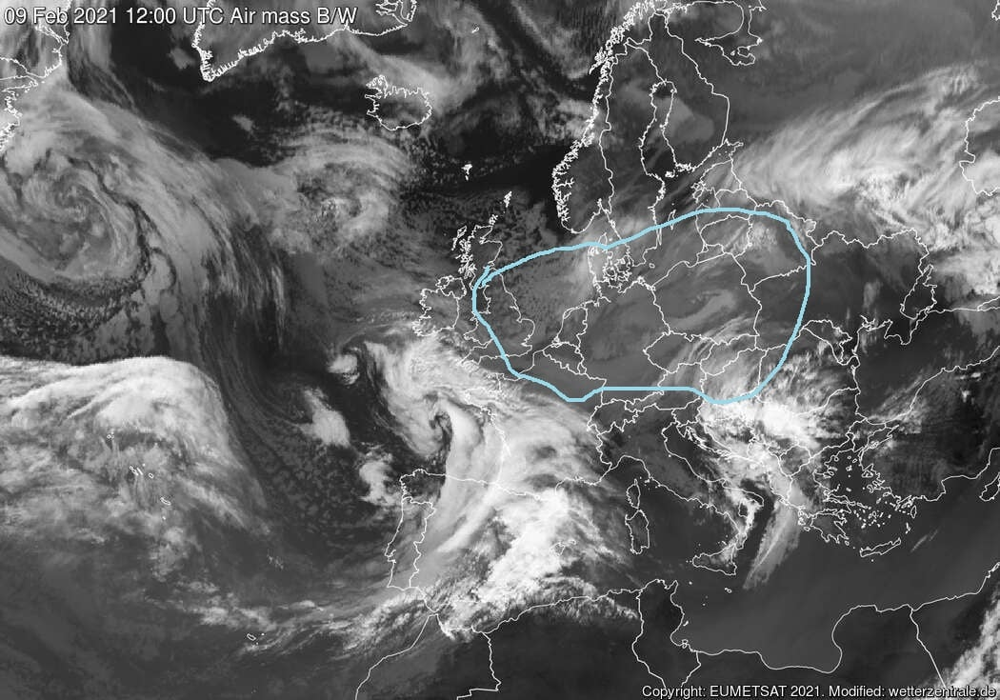 09 Feb 2021 12:00 UTC Air mass B/W
Copyright: EUMETSAT 2021. Modified: wetterzentrale.de